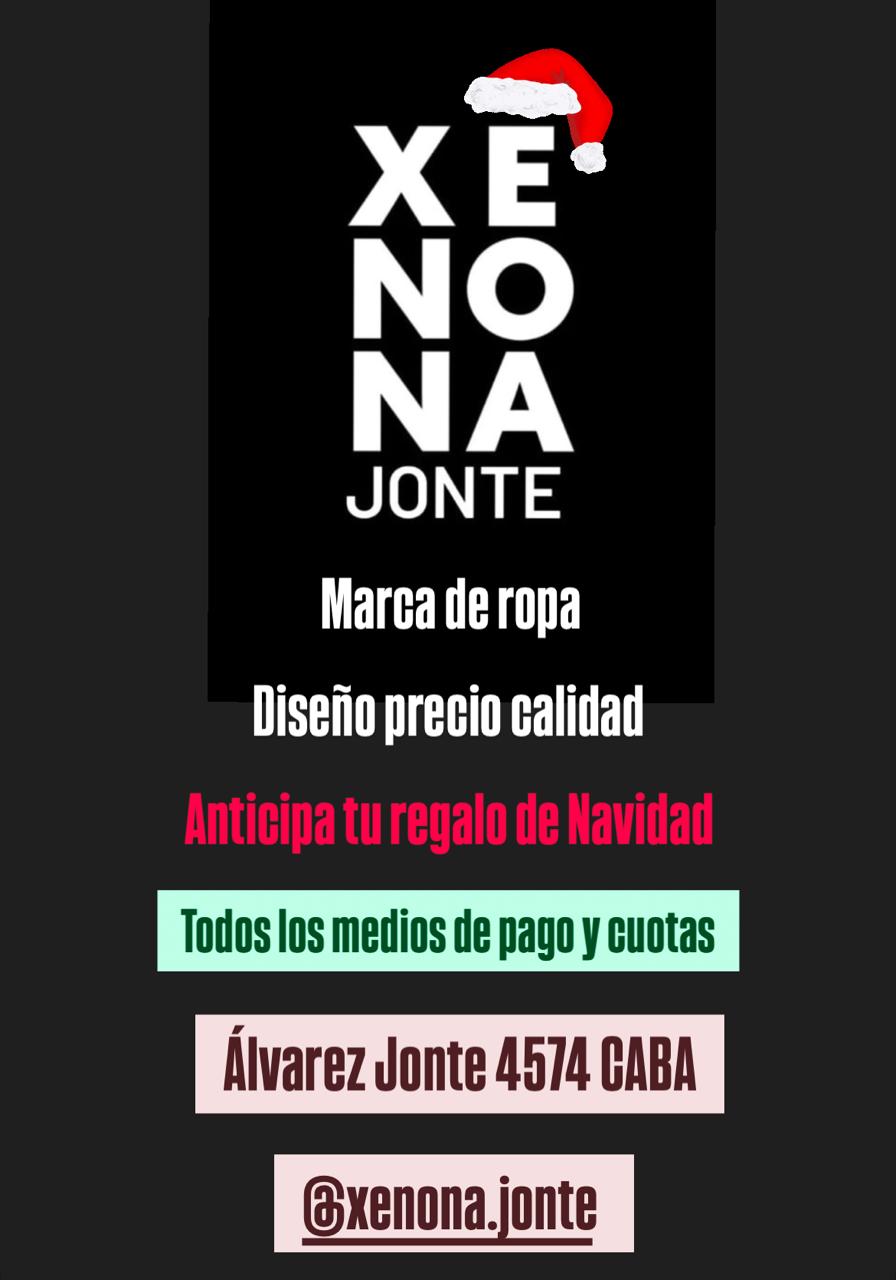 XE
NO
NA
JONTE
Marca de ropa
Diseño precio calidad
Anticipa tu regalo de Navidad
Todos los medios de pago y cuotas
Álvarez Jonte 4574 CABA
@xenona.jonte